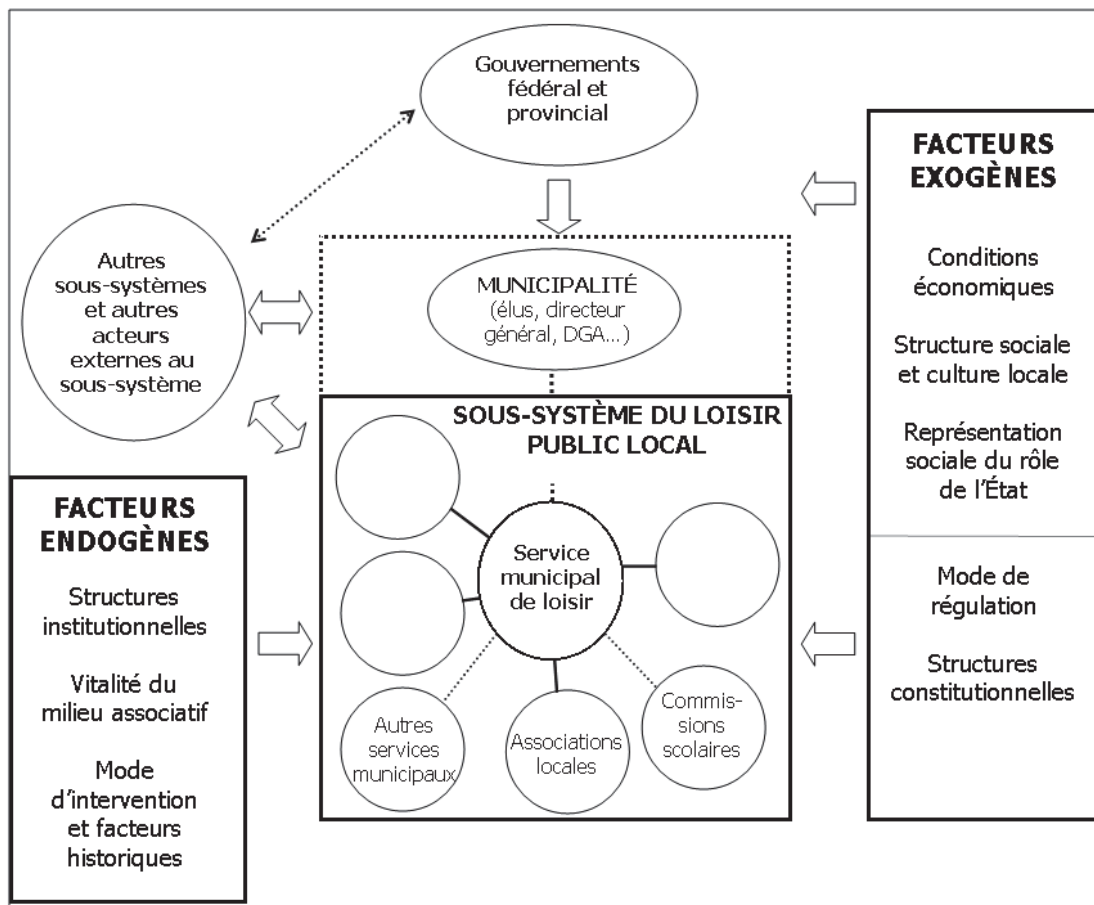 Gouvernements
fédéral et
provincial
FACTEURS
EXOGÈNES
Conditions
économiques
Structure sociale
et culture locale
Représentation
sociale du rôle
de l'État
Mode de
régulation
Structures
constitutionnelles
Autres
sous-systèmes
et autres
acteurs
externes au
sous-système
MUNICIPALITÉ
(élus, directeur
général, DGA...)
SOUS-SYSTÈME DU LOISIR
PUBLIC LOCAL
Service
municipal
de loisir
Autres
services
municipaux
Associations
locales
Commis-
sions
scolaires
FACTEURS
ENDOGÈNES
Structures
institutionnelles
Vitalité du
milieu associatif
Mode
d'intervention
et facteurs
historiques